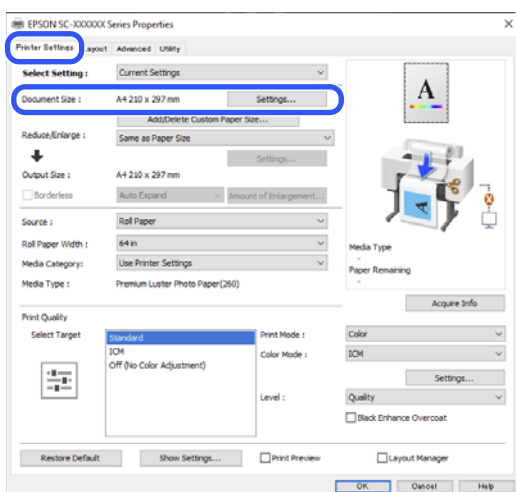 EPSON SC-XXXXXX Series Properties
Printer Settings Layout Advanced Utility
Select Setting : Current Settings
Document Size : A4 210 x 297 mm Settings...
Add/Delete Custom Paper Size...
Reduce/Enlarge : Same as Paper Size
Settings...
Output Size : A4 210 x 297 mm
Borderless Auto Expand Amount of Enlargement...
Source : Roll Paper
Roll Paper Width : 64 in
Media Category: Use Printer Settings
Media Type : Premium Luster Photo Paper(260)
A
A
Media Type
-
Paper Remaining
-
Acquire Info
Print Quality
Select Target
Standard
ICM
Off (No Color Adjustment)
Print Mode : Color
Color Mode : ICM
Settings...
Level : Quality
Black Enhance Overcoat
Restore Default Show Settings... Print Preview Layout Manager
OK Cancel Help